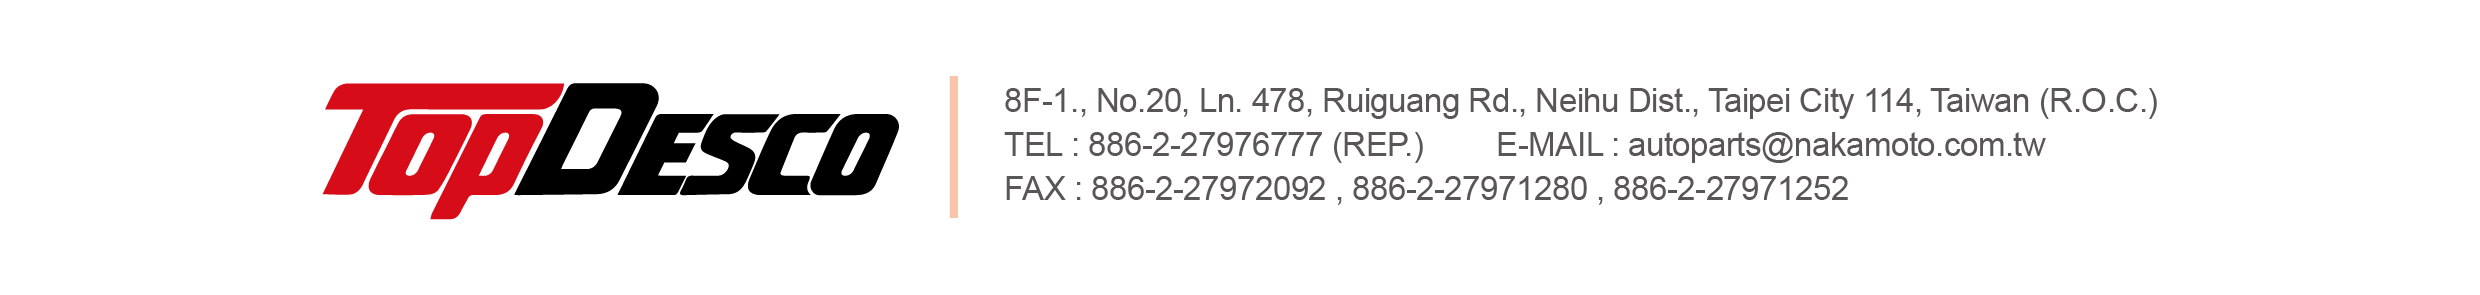 TopDesco
8F-1., No.20, Ln. 478, Ruiguang Rd., Neihu Dist., Taipei City 114, Taiwan (R.O.C.)
TEL : 886-2-27976777 (REP.) E-MAIL : autoparts@nakamoto.com.tw
FAX : 886-2-27972092 , 886-2-27971280 , 886-2-27971252